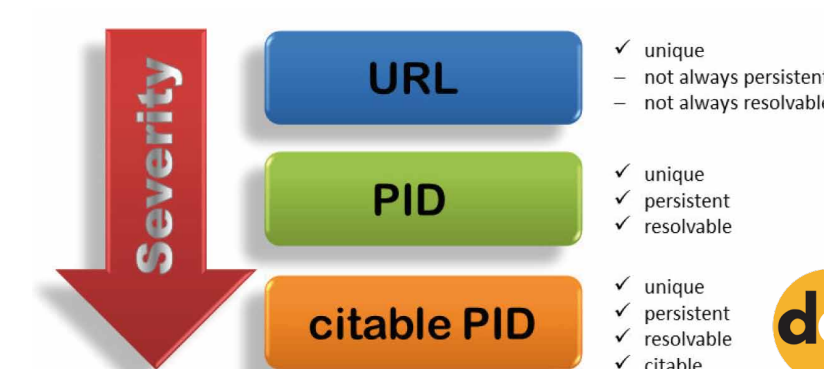 Severity
URL
✓ unique
– not always persistent
– not always resolvable
PID
✓ unique
✓ persistent
✓ resolvable
citable PID
✓ unique
✓ persistent
✓ resolvable
✓ citable